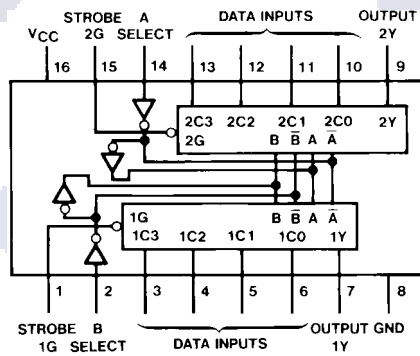 STROBE A DATA INPUTS OUTPUT
VCC 2G SELECT 2Y
16 15 14 13 12 11 10 9
2C3 2C2 2C1 2C0 2Y
2G B B̅ A A̅
1G B B̅ A A̅
1C3 1C2 1C1 1C0 1Y
1 2 3 4 5 6 7 8
STROBE B DATA INPUTS OUTPUT GND
1G SELECT 1Y